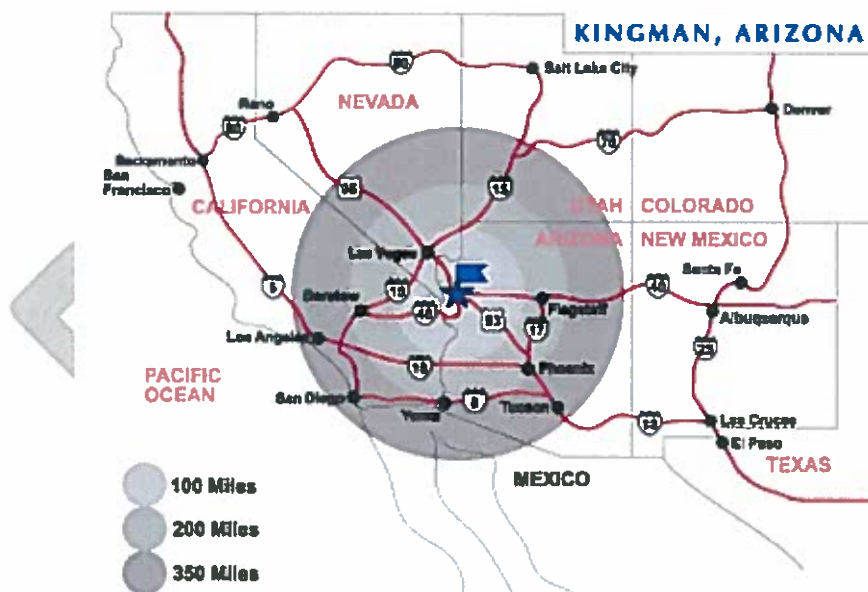 KINGMAN, ARIZONA
80
Salt Lake City
NEVADA
Reno
Denver
80
70
Sacramento
San
Francisco
95
15
CALIFORNIA
UTAH
COLORADO
ARIZONA
NEW MEXICO
Las Vegas
Santa Fe
5
15
40
Barstow
40
93
Flagstaff
Albuquerque
17
Los Angeles
25
10
Phoenix
PACIFIC
OCEAN
San Diego
Yuma
8
Tucson
10
Las Cruces
El Paso
TEXAS
MEXICO
100 Miles
200 Miles
350 Miles